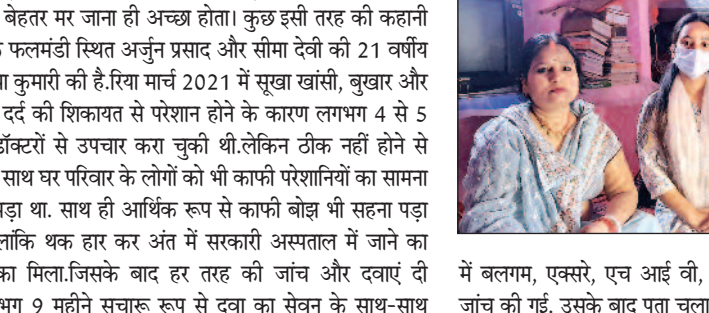 बेहतर मर जाना ही अच्छा होता। कुछ इसी तरह की कहानी
फलमंडी स्थित अर्जुन प्रसाद और सीमा देवी की 21 वर्षीय
कुमारी की है.रिया मार्च 2021 में सूखा खांसी, बुखार और
दर्द की शिकायत से परेशान होने के कारण लगभग 4 से 5
डॉक्टरों से उपचार करा चुकी थी.लेकिन ठीक नहीं होने से
साथ घर परिवार के लोगों को भी काफी परेशानियों का सामना
पड़ा था. साथ ही आर्थिक रूप से काफी बोझ भी सहना पड़ा
थक हार कर अंत में सरकारी अस्पताल में जाने का
मिला.जिसके बाद हर तरह की जांच और दवाएं दी
9 महीने सुचारू रूप से दवा का सेवन के साथ-साथ
में बलगम, एक्सरे, एच आई वी,
जांच की गई. उसके बाद पता चला